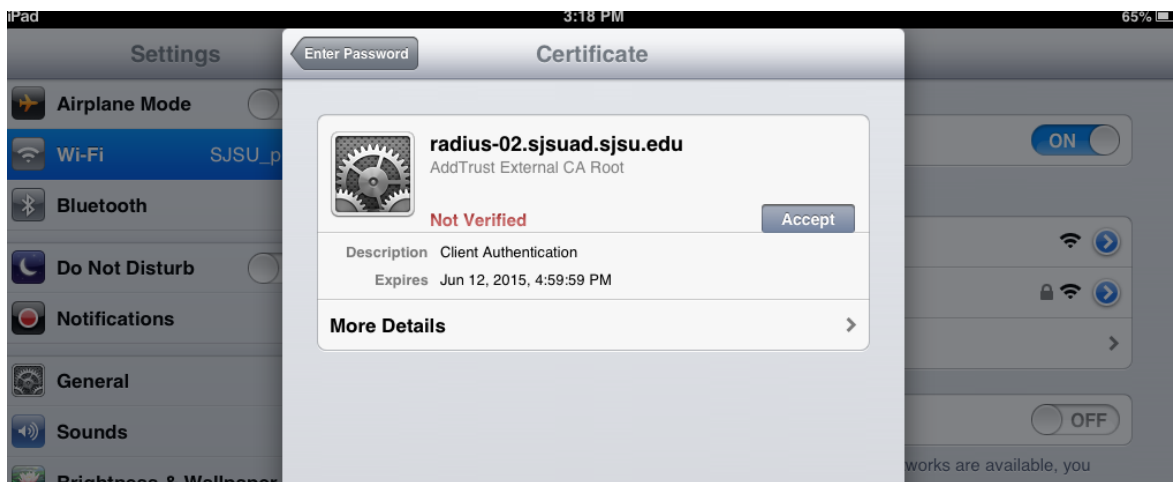 iPad 3:18 PM 65%
Settings
Enter Password Certificate
Airplane Mode
Wi-Fi SJSU_p
Bluetooth
Do Not Disturb
Notifications
General
Sounds
Brightness & Wallpaper
radius-02.sjsuad.sjsu.edu
AddTrust External CA Root
Not Verified Accept
Description Client Authentication
Expires Jun 12, 2015, 4:59:59 PM
More Details
ON
OFF
works are available, you